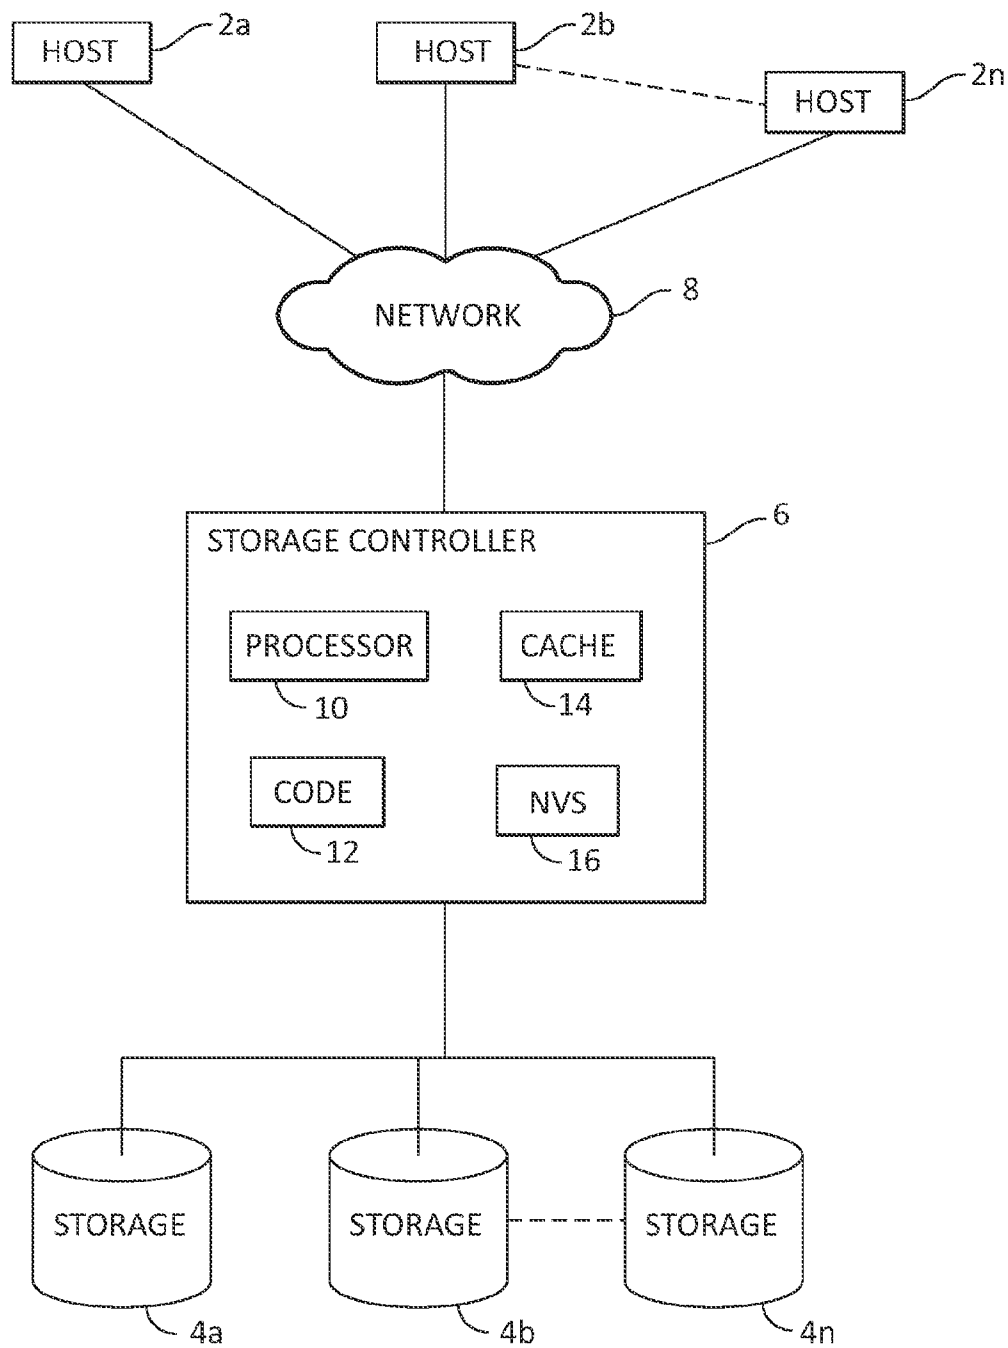 HOST 2a
HOST 2b
HOST 2n
NETWORK 8
STORAGE CONTROLLER 6
PROCESSOR
10
CACHE
14
CODE
12
NVS
16
STORAGE
4a
STORAGE
4b
STORAGE
4n